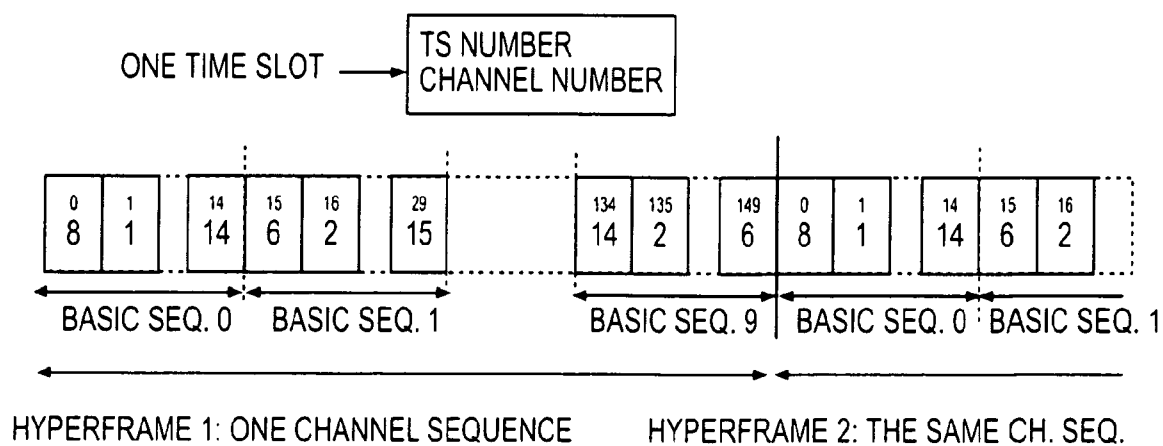 ONE TIME SLOT
TS NUMBER
CHANNEL NUMBER
0 1 14 15 16 29 134 135 149 0 1 14 15 16
8 1 14 6 2 15 14 2 6 8 1 14 6 2
BASIC SEQ. 0 BASIC SEQ. 1 BASIC SEQ. 9 BASIC SEQ. 0 BASIC SEQ. 1
HYPERFRAME 1: ONE CHANNEL SEQUENCE HYPERFRAME 2: THE SAME CH. SEQ.